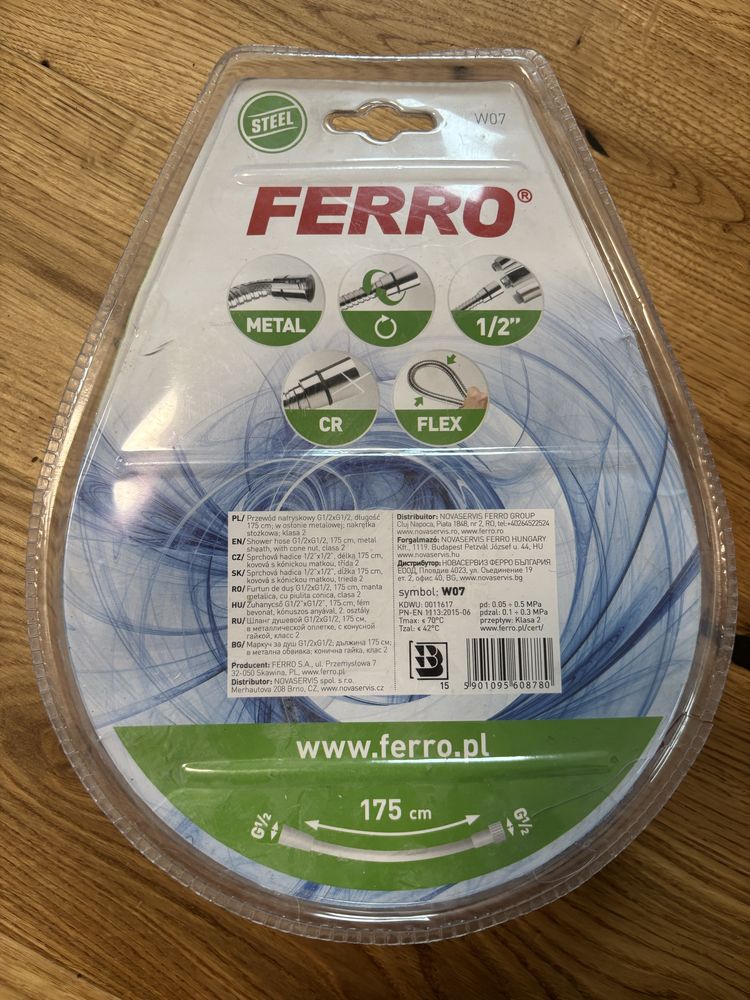 STEEL
W07
FERRO®
METAL
1/2”
CR
FLEX
PL/ Przewód natryskowy G1/2xG1/2, długość
175 cm; w osłonie metalowej; nakrętka
stożkowa; klasa 2
EN/ Shower hose G1/2xG1/2, 175 cm, metal
sheath, with cone nut, class 2
CZ/ Sprchová hadice 1/2"x1/2", délka 175 cm,
kovová s kónickou matkou, třída 2
SK/ Sprchová hadica 1/2"x1/2", dĺžka 175 cm,
kovová s kónickou matkou, trieda 2
RO/ Furtun de duș G1/2xG1/2, 175 cm, manta
metalica, cu piulita conica, clasa 2
HU/ Zuhanycső G1/2"xG1/2", 175 cm, fém
bevonat, kónuszos anyával, 2. osztály
RU/ Шланг душевой G1/2xG1/2, 175 см,
в металлической оплетке, с конусной
гайкой, класс 2
BG/ Маркуч за душ G1/2xG1/2; дължина 175 см;
в метална обвивка; конична гайка, клас 2
Producent: FERRO S.A., ul. Przemysłowa 7
32-050 Skawina, PL, www.ferro.pl
Distributor: NOVASERVIS spol. s r.o.
Merhautova 208 Brno, CZ, www.novaservis.cz
Distribuitor: NOVASERVIS FERRO GROUP
Cluj Napoca, Piata 1848, nr 2, RO, tel:+40264522524
www.novaservis.ro, www.ferro.ro
Forgalmazó: NOVASERVIS FERRO HUNGARY
Kft., 1119. Budapest Petzvál József u. 44, HU
www.novaservis.hu
Дистрибутор: НОВАСЕРВИЗ ФЕРРО БЪЛГАРИЯ
ЕООД, Пловдив 4023, ул. Съединение 19
ет. 2, офис 40, BG, www.novaservis.bg
symbol: W07
KDWU: 0011617
PN-EN 1113:2015-06
Tmax: ≤ 70°C
Tzal: ≤ 42°C
pd: 0.05 ÷ 0.5 MPa
pdzal: 0.1 ÷ 0.3 MPa
przepływ: Klasa 2
www.ferro.pl/cert/
B
15
5901095608780
www.ferro.pl
G1/2
175 cm
G1/2